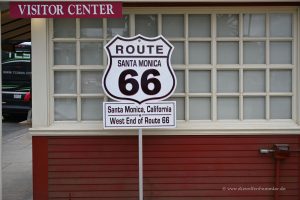 VISITOR CENTER
ROUTE
SANTA MONICA
66
Santa Monica, California
West End of Route 66